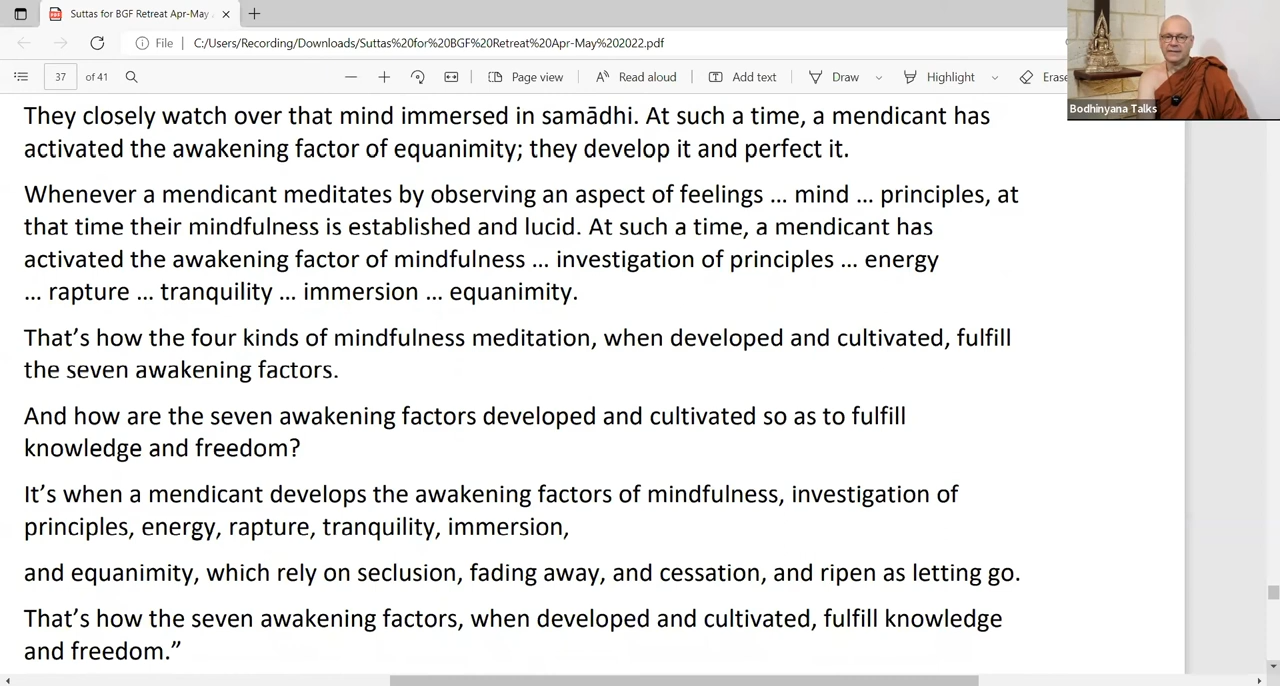 Suttas for BGF Retreat Apr-May
File | C:/Users/Recording/Downloads/Suttas%20for%20BGF%20Retreat%20Apr-May%202022.pdf
37 of 41 Page view Read aloud Add text Draw Highlight Erase
Bodhinyana Talks
They closely watch over that mind immersed in samādhi. At such a time, a mendicant has
activated the awakening factor of equanimity; they develop it and perfect it.
Whenever a mendicant meditates by observing an aspect of feelings … mind … principles, at
that time their mindfulness is established and lucid. At such a time, a mendicant has
activated the awakening factor of mindfulness … investigation of principles … energy
… rapture … tranquility … immersion … equanimity.
That’s how the four kinds of mindfulness meditation, when developed and cultivated, fulfill
the seven awakening factors.
And how are the seven awakening factors developed and cultivated so as to fulfill
knowledge and freedom?
It’s when a mendicant develops the awakening factors of mindfulness, investigation of
principles, energy, rapture, tranquility, immersion,
and equanimity, which rely on seclusion, fading away, and cessation, and ripen as letting go.
That’s how the seven awakening factors, when developed and cultivated, fulfill knowledge
and freedom.”